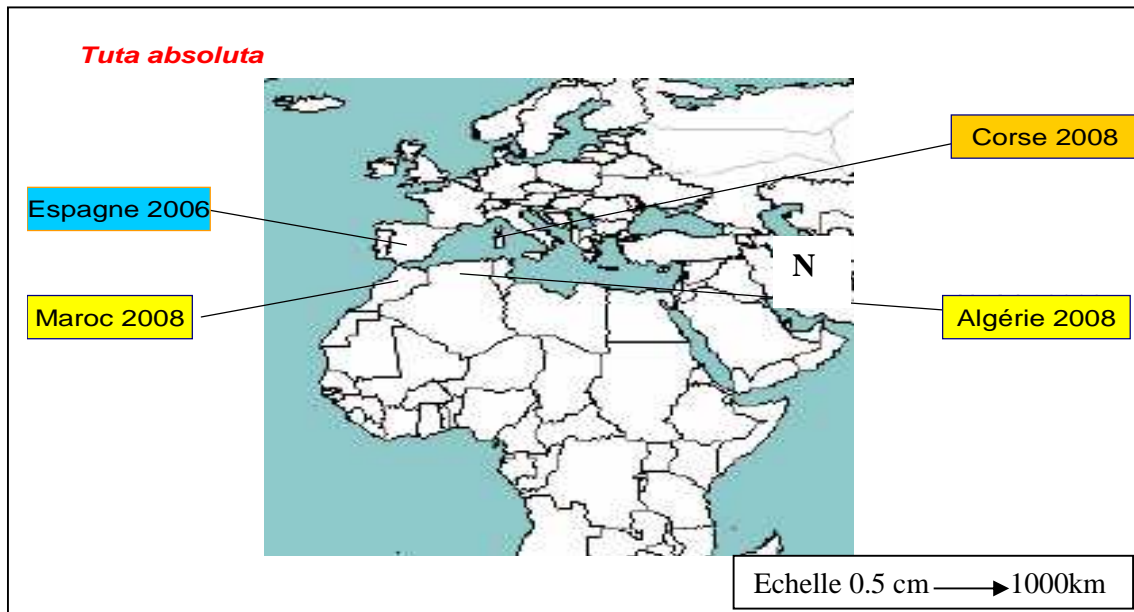 Tuta absoluta
Corse 2008
Espagne 2006
N
Maroc 2008
Algérie 2008
Echelle 0.5 cm 1000km